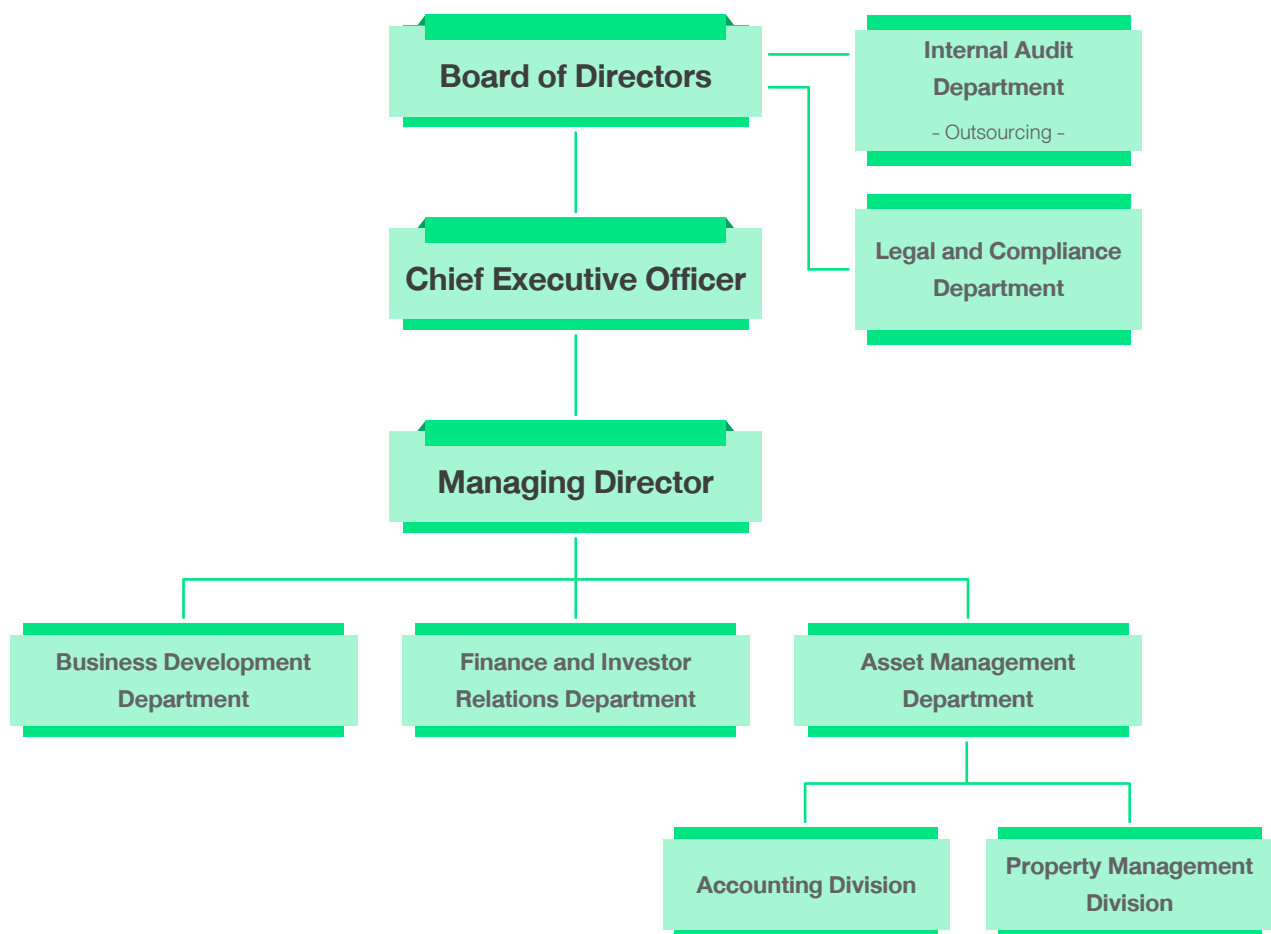 Board of Directors
Internal Audit
Department
- Outsourcing -
Chief Executive Officer
Legal and Compliance
Department
Managing Director
Business Development
Department
Finance and Investor
Relations Department
Asset Management
Department
Accounting Division
Property Management
Division